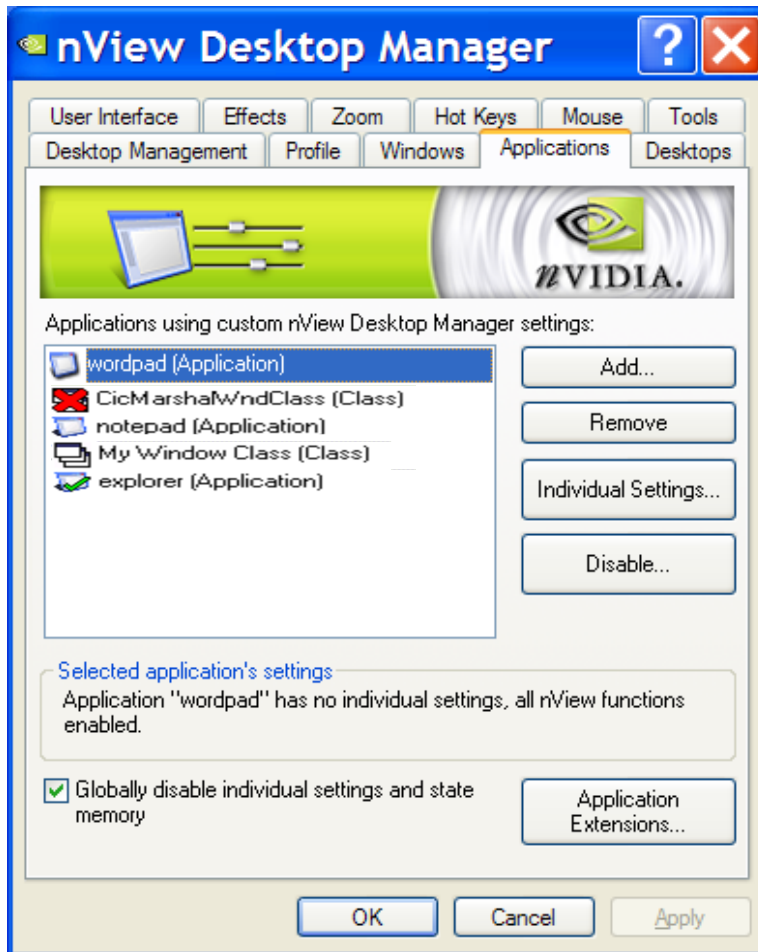 nView Desktop Manager
User Interface Effects Zoom Hot Keys Mouse Tools
Desktop Management Profile Windows Applications Desktops
nVIDIA.
Applications using custom nView Desktop Manager settings:
wordpad (Application)
CicMarshalWndClass (Class)
notepad (Application)
My Window Class (Class)
explorer (Application)
Add...
Remove
Individual Settings...
Disable...
Selected application's settings
Application "wordpad" has no individual settings, all nView functions
enabled.
Globally disable individual settings and state
memory
Application
Extensions...
OK Cancel Apply